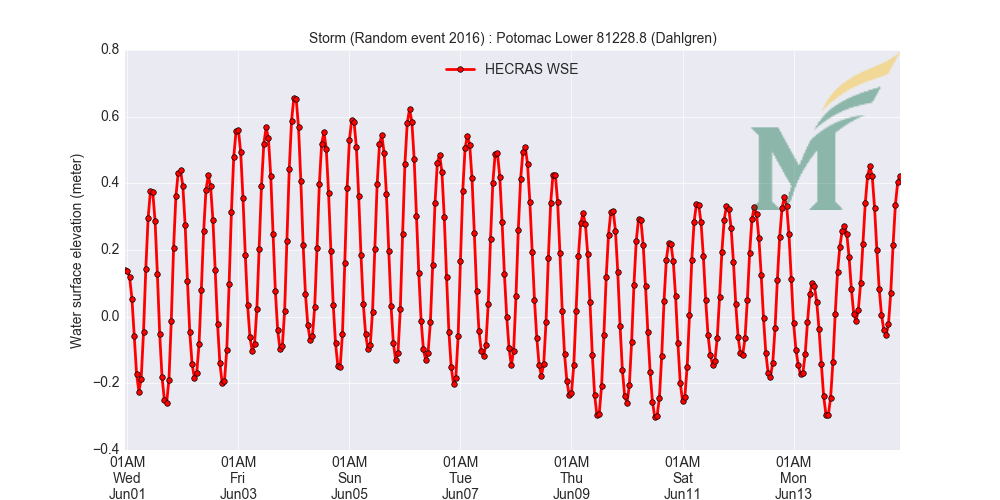 Storm (Random event 2016) : Potomac Lower 81228.8 (Dahlgren)
HECRAS WSE
M
Water surface elevation (meter)
0.8
0.6
0.4
0.2
0.0
−0.2
−0.4
01AM 01AM 01AM 01AM 01AM 01AM 01AM
Wed Fri Sun Tue Thu Sat Mon
Jun01 Jun03 Jun05 Jun07 Jun09 Jun11 Jun13